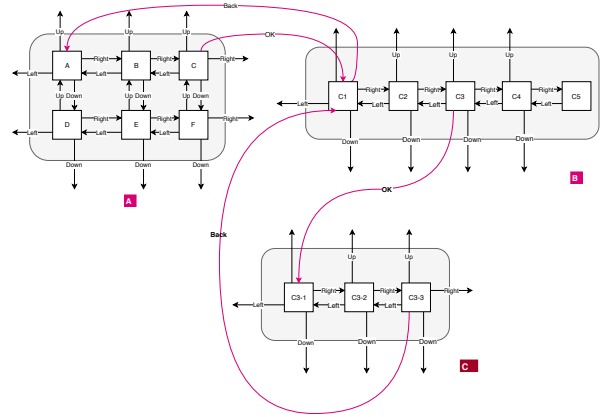 Back
OK
Up Up Up
A Right B Right C Right
Left Left Left
Up Down Up Down Up Down
D Right E Right F Right
Left Left Left
Down Down Down
A
Up Up Up
C1 Right C2 Right C3 Right C4 Right C5
Left Left Left Left Left
Down Down Down Down
B
OK
Back
Up Up
C3-1 Right C3-2 Right C3-3 Right
Left Left Left
Down Down Down
C